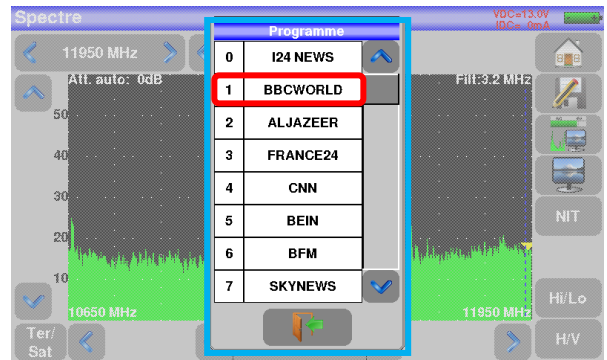 Spectre
VDC=13.0V
IDC= 0mA
Programme
11950 MHz
0 I24 NEWS
Att. auto: 0dB
Filt:3.2 MHz
1 BBCWORLD
50
2 ALJAZEER
40
3 FRANCE24
30
4 CNN
NIT
5 BEIN
20
6 BFM
10
7 SKYNEWS
Hi/Lo
10650 MHz
11950 MHz
Ter/
Sat
H/V